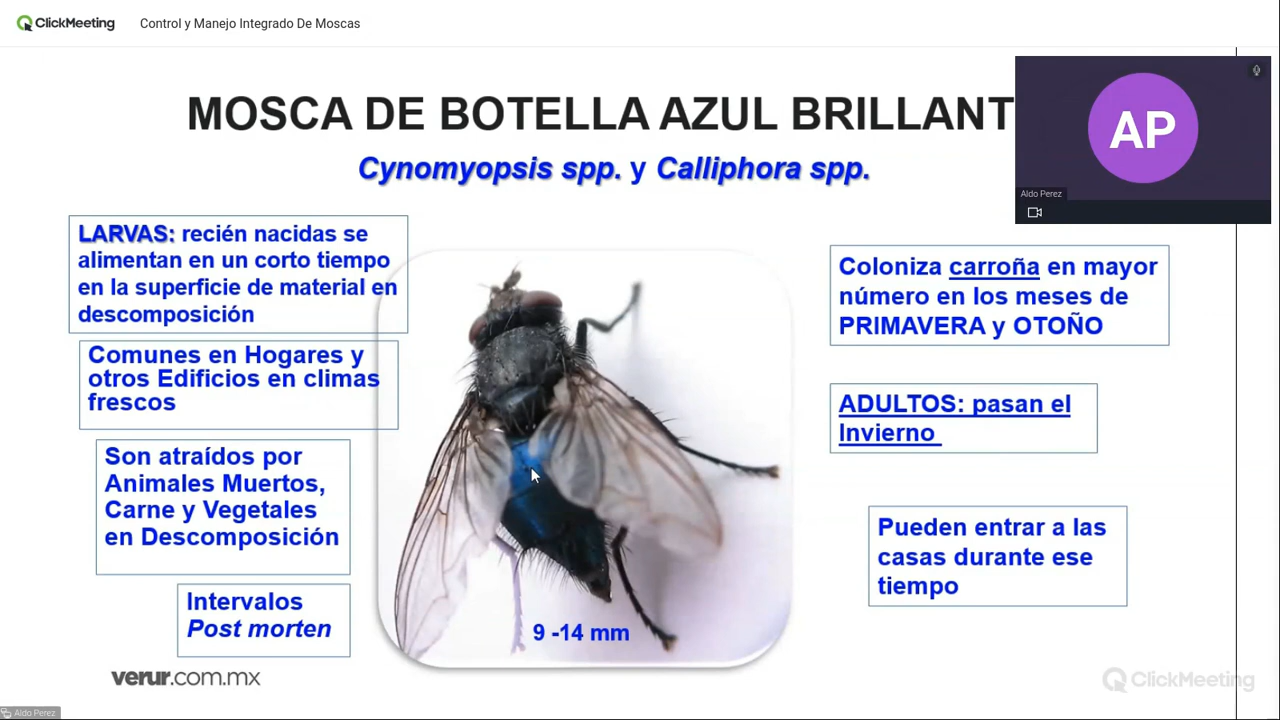 ClickMeeting
Control y Manejo Integrado De Moscas
MOSCA DE BOTELLA AZUL BRILLANT
Cynomyopsis spp. y Calliphora spp.
AP
Aldo Perez
LARVAS: recién nacidas se
alimentan en un corto tiempo
en la superficie de material en
descomposición
Comunes en Hogares y
otros Edificios en climas
frescos
Son atraídos por
Animales Muertos,
Carne y Vegetales
en Descomposición
Intervalos
Post morten
9 -14 mm
Coloniza carroña en mayor
número en los meses de
PRIMAVERA y OTOÑO
ADULTOS: pasan el
Invierno
Pueden entrar a las
casas durante ese
tiempo
verur.com.mx
ClickMeeting
Aldo Perez